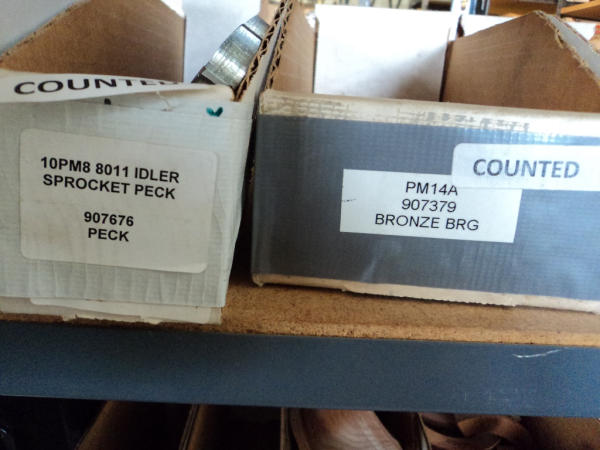 COUNTED
10PM8 8011 IDLER
SPROCKET PECK
907676
PECK
COUNTED
PM14A
907379
BRONZE BRG